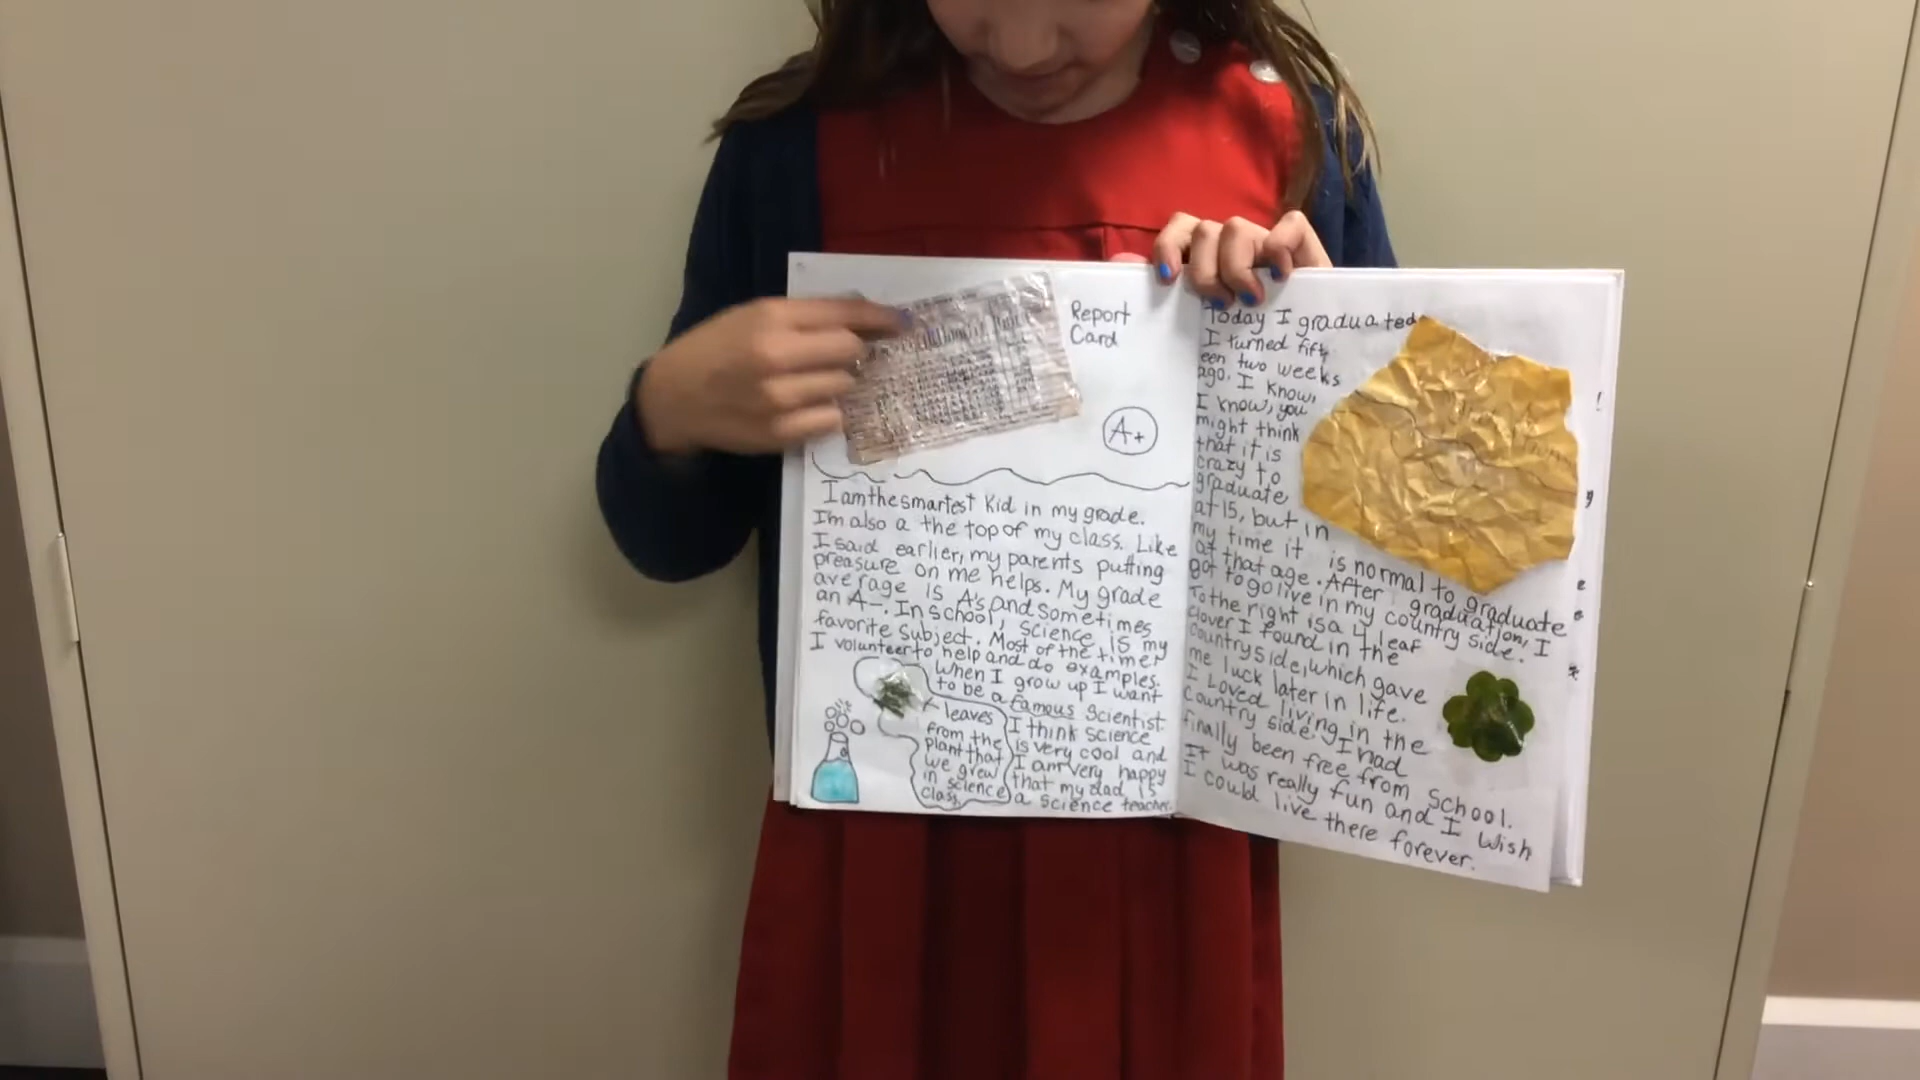 Report
Card
A+
I am the smartest kid in my grade.
I'm also a the top of my class. Like
I said earlier, my parents putting
preasure on me helps. My grade
average is A's and sometimes
an A-. In school, science is my
favorite subject. Most of the timer
I volunteer to help and do examples.
When I grow up I want
to be a famous scientist.
I think science
is very cool and
I am very happy
that my dad is
a science teacher.
leaves
from the
plant that
we grew
in science
class.
Today I graduated.
I turned fift
een two weeks
ago. I know,
I know, you
might think
that it is
crazy to
graduate
at 15, but in
my time it is normal to graduate
at that age. After graduation, I
got to go live in my country side.
To the right is a 4 leaf
clover I found in the
countryside, which gave
me luck later in life.
I Loved living in the
country side. I had
finally been free from school.
It was really fun and I wish
I could live there forever.